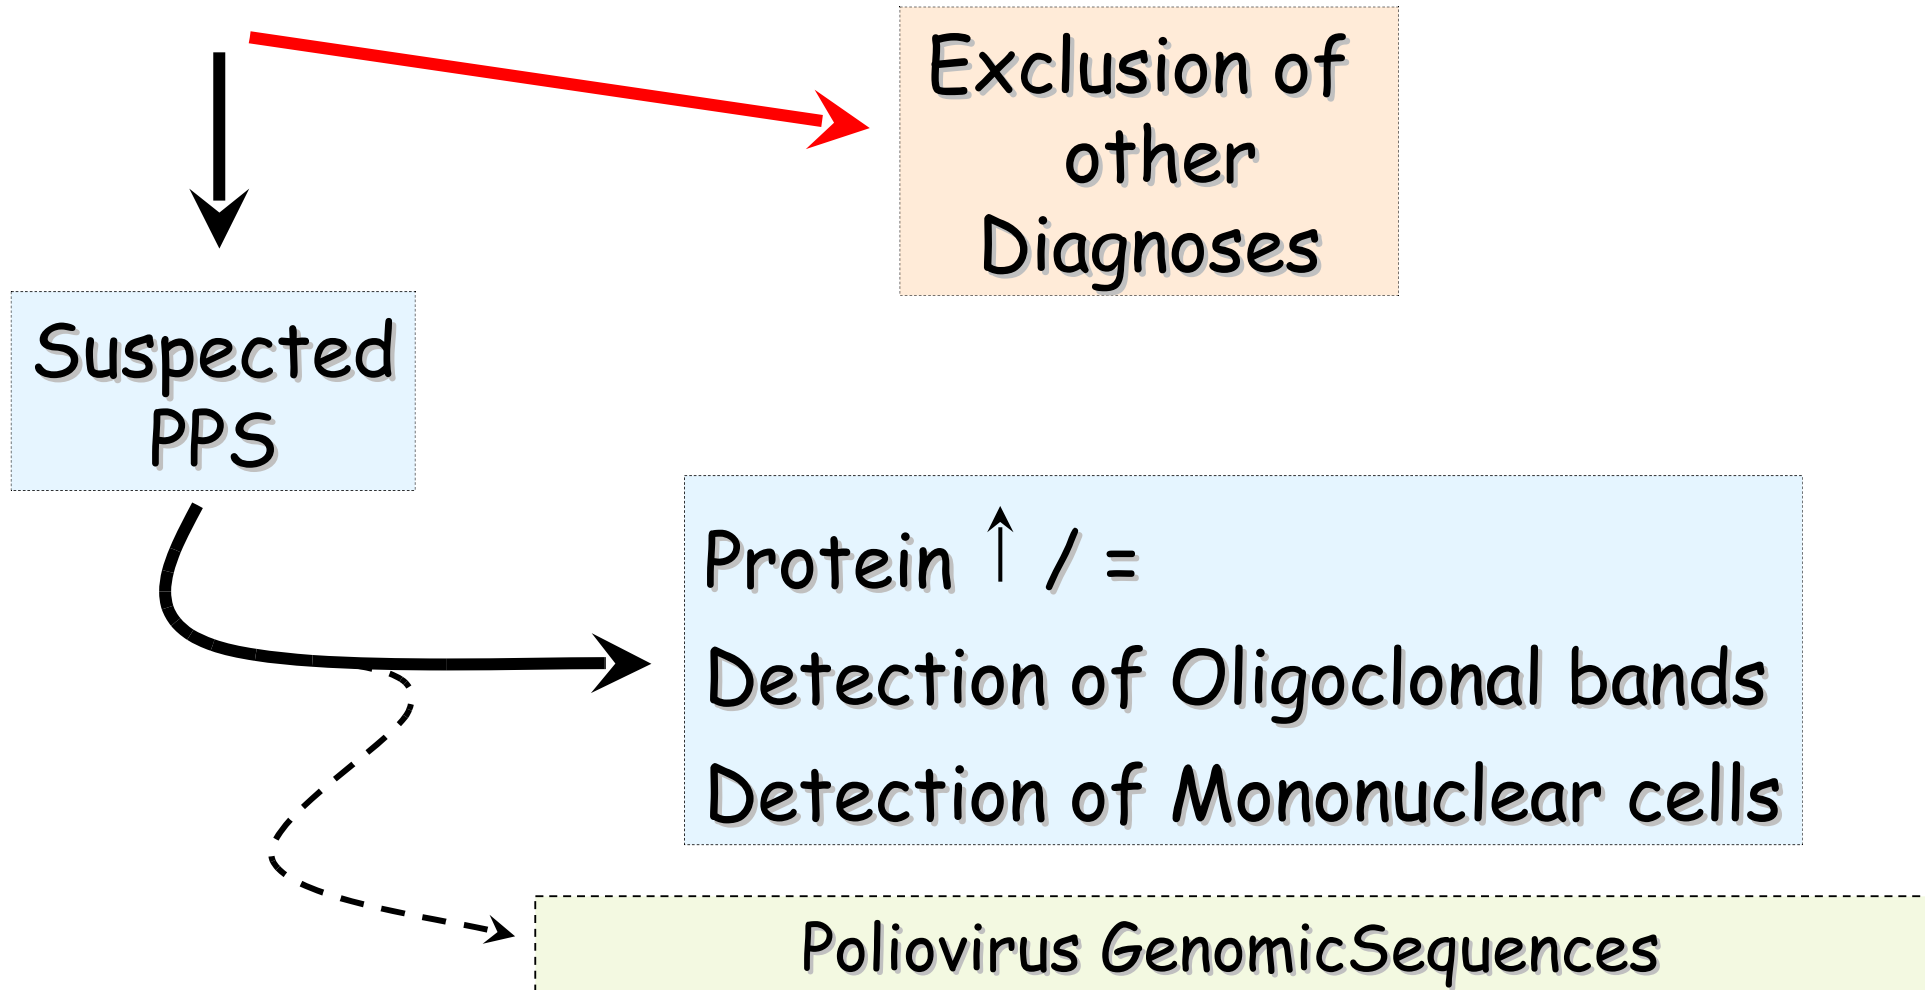 Exclusion of
other
Diagnoses
Suspected
PPS
Protein ↑ / =
Detection of Oligoclonal bands
Detection of Mononuclear cells
Poliovirus GenomicSequences